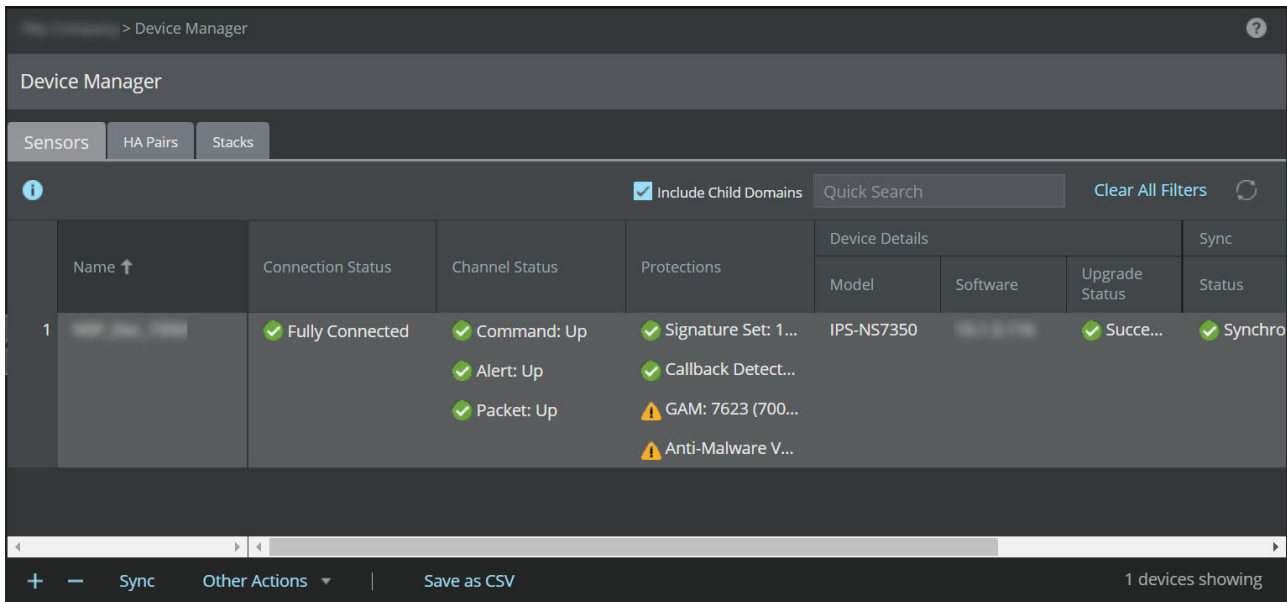 > Device Manager
?
Device Manager
Sensors HA Pairs Stacks
Include Child Domains Quick Search Clear All Filters
Device Details Sync
Name Connection Status Channel Status Protections
Model Software Upgrade Status Status
1 Fully Connected Command: Up Signature Set: 1... IPS-NS7350 Succe... Synchro
Alert: Up Callback Detect...
Packet: Up GAM: 7623 (700...
Anti-Malware V...
+ − Sync Other Actions | Save as CSV 1 devices showing